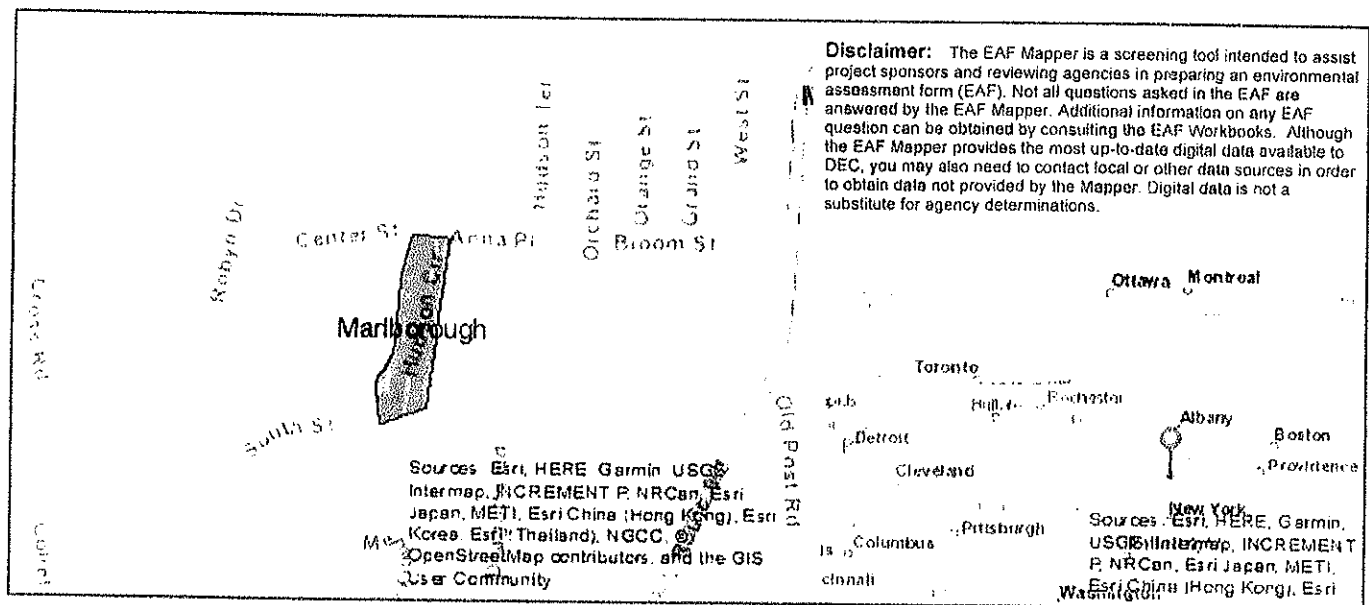 Disclaimer: The EAF Mapper is a screening tool intended to assist
project sponsors and reviewing agencies in preparing an environmental
assessment form (EAF). Not all questions asked in the EAF are
answered by the EAF Mapper. Additional information on any EAF
question can be obtained by consulting the EAF Workbooks. Although
the EAF Mapper provides the most up-to-date digital data available to
DEC, you may also need to contact local or other data sources in order
to obtain data not provided by the Mapper. Digital data is not a
substitute for agency determinations.
Hudson Ter
Orchard St
Orange St
Grand St
West St
Robyn Dr
Center St
Anna Pl
Bloom St
Cross Rd
Marlborough
South St
Old Post Rd
Sources Esri, HERE Garmin USGS
Intermap, INCREMENT P, NRCan, Esri
Japan, METI, Esri China (Hong Kong), Esri
Korea, Esri (Thailand), NGCC, ©
OpenStreetMap contributors, and the GIS
User Community
Ottawa
Montreal
Toronto
Rochester
Albany
Boston
Detroit
Cleveland
Providence
New York
Pittsburgh
Columbus
cinnati
Washington
Sources: Esri, HERE, Garmin,
USGS, Intermap, INCREMENT
P, NRCan, Esri Japan, METI,
Esri China (Hong Kong), Esri